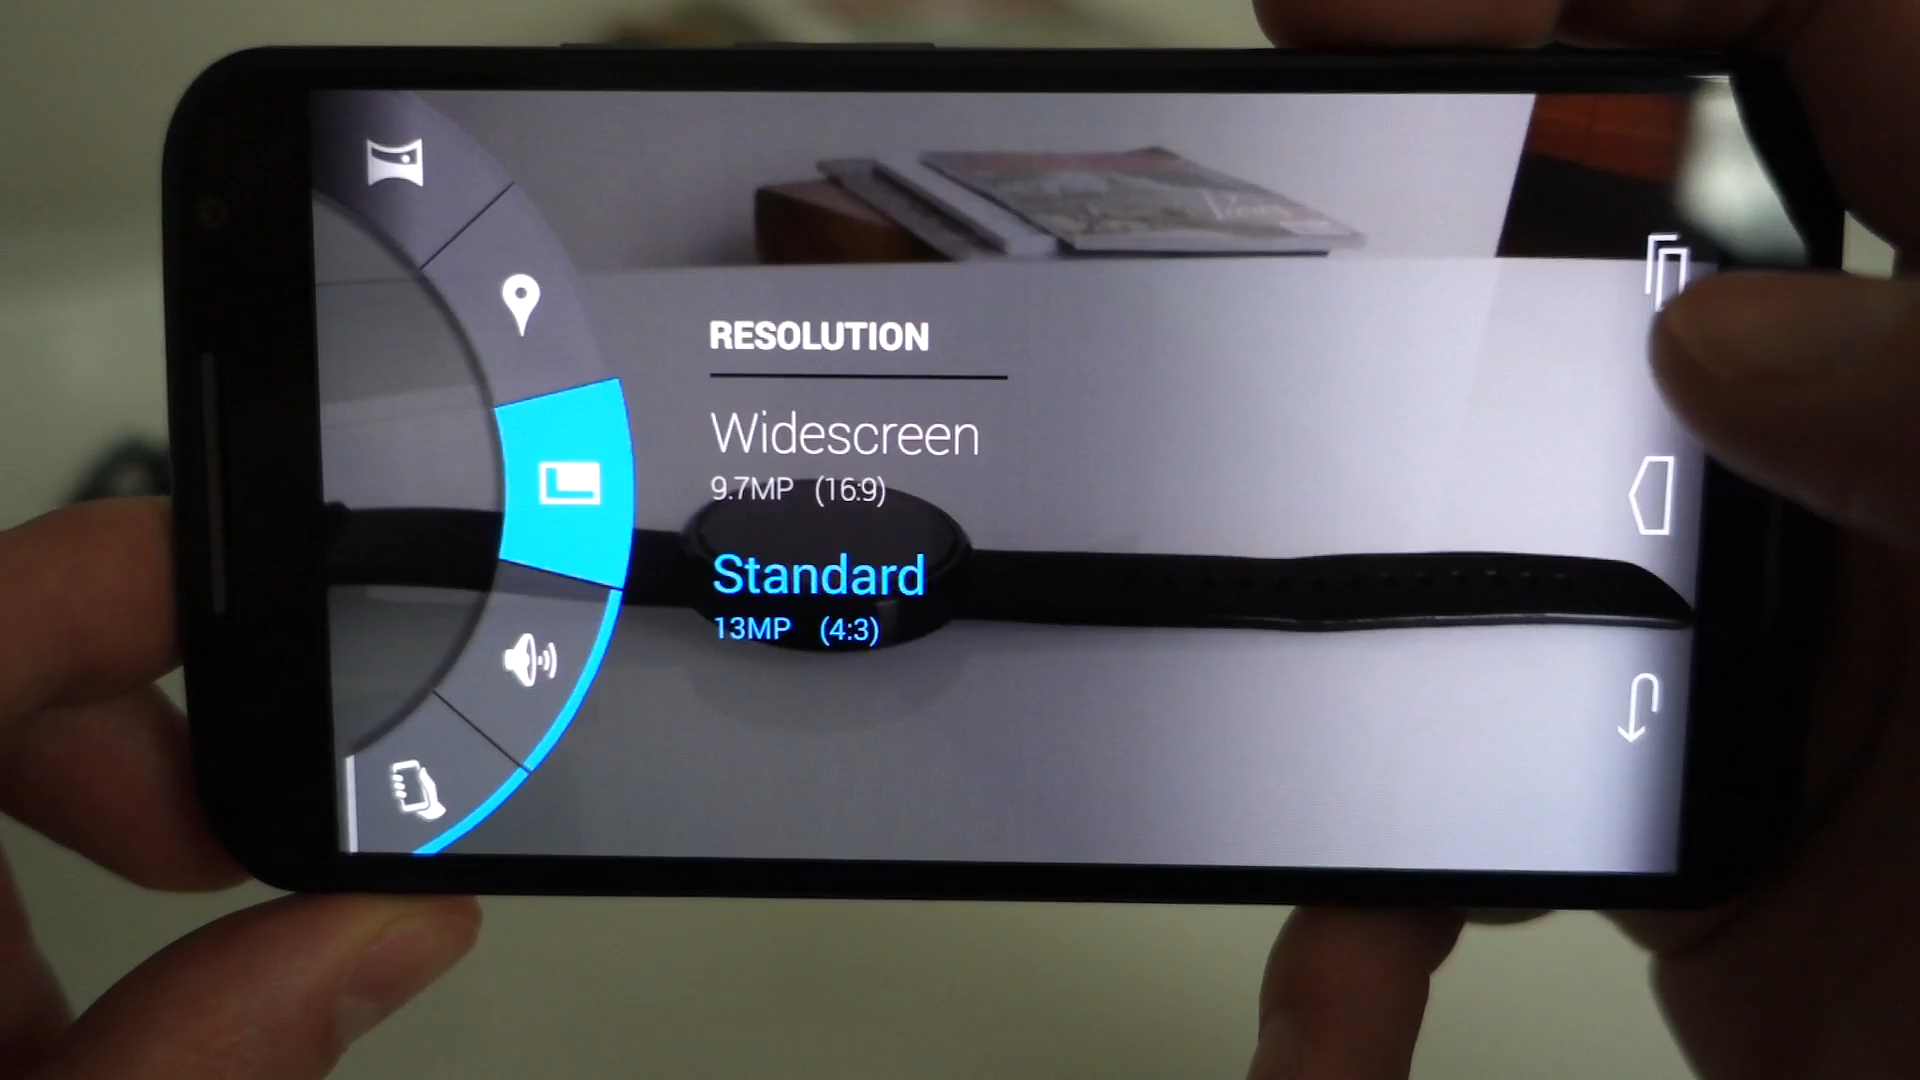 RESOLUTION
Widescreen
9.7MP (16:9)
Standard
13MP (4:3)